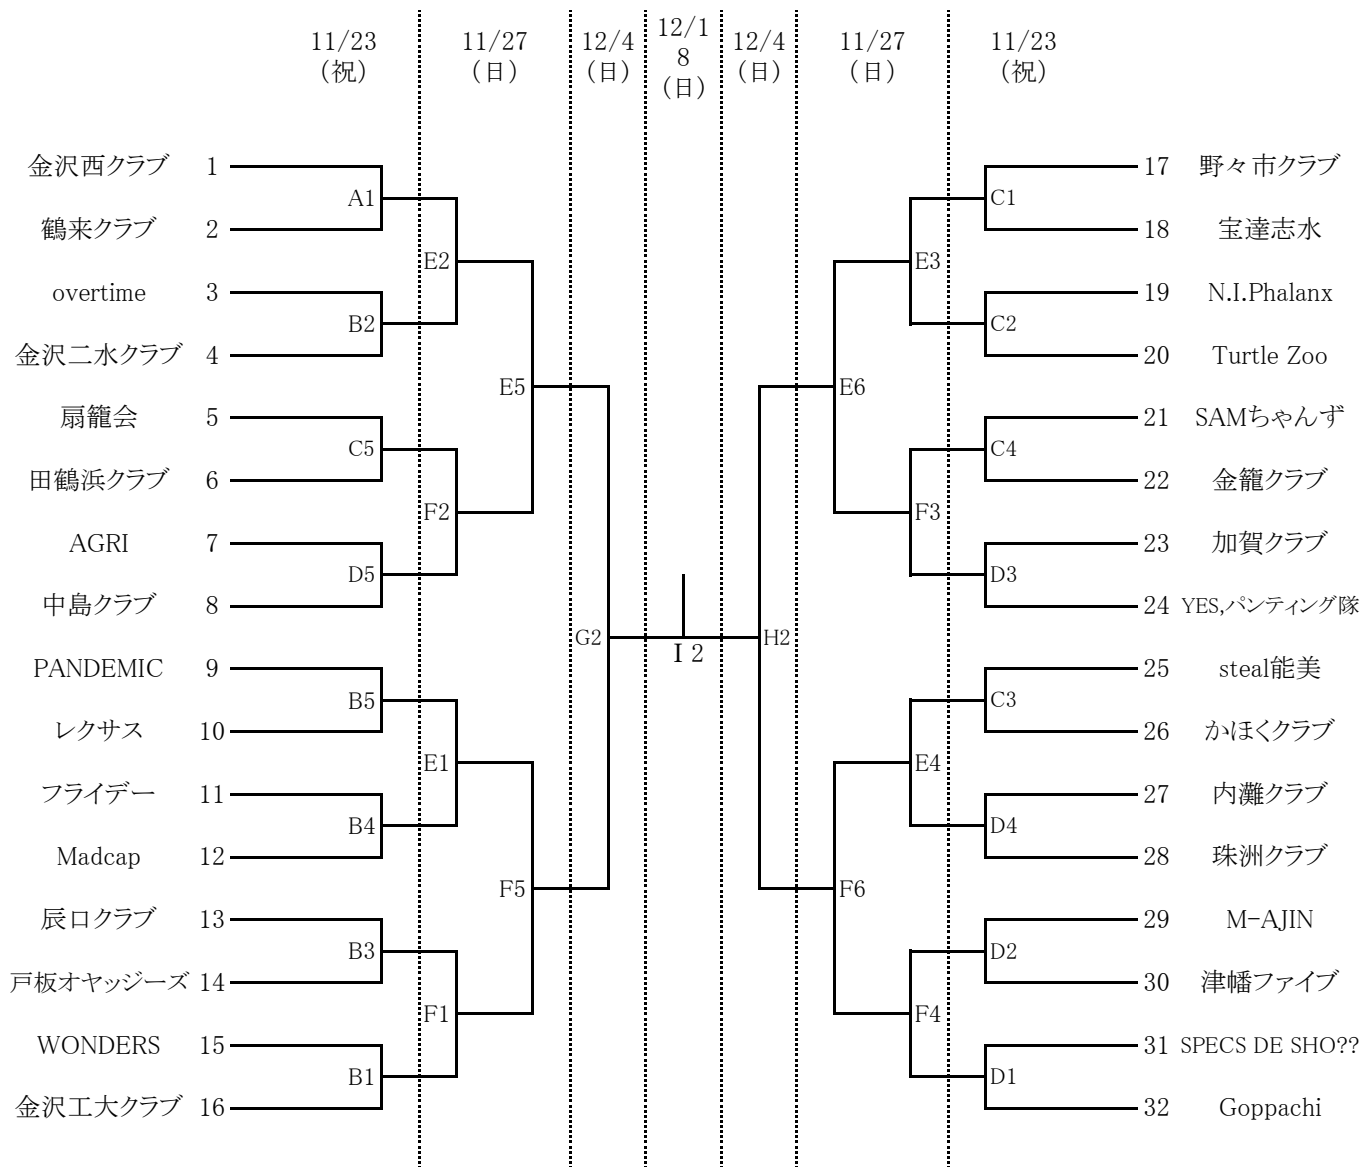 11/23 11/27 12/4 12/1 12/4 11/27 11/23
8
(祝) (日) (日) (日) (日) (日) (祝)
金沢西クラブ 1 17 野々市クラブ
A1 C1
鶴来クラブ 2 18 宝達志水
E2 E3
overtime 3 19 N.I.Phalanx
B2 C2
金沢二水クラブ 4 20 Turtle Zoo
E5 E6
扇籠会 5 21 SAMちゃんず
C5 C4
田鶴浜クラブ 6 22 金籠クラブ
F2 F3
AGRI 7 23 加賀クラブ
D5 D3
中島クラブ 8 24 YES,パンティング隊
G2 I 2 H2
PANDEMIC 9 25 steal能美
B5 C3
レクサス 10 26 かほくクラブ
E1 E4
フライデー 11 27 内灘クラブ
B4 D4
Madcap 12 28 珠洲クラブ
F5 F6
辰口クラブ 13 29 M-AJIN
B3 D2
戸板オヤッジーズ 14 30 津幡ファイブ
F1 F4
WONDERS 15 31 SPECS DE SHO??
B1 D1
金沢工大クラブ 16 32 Goppachi